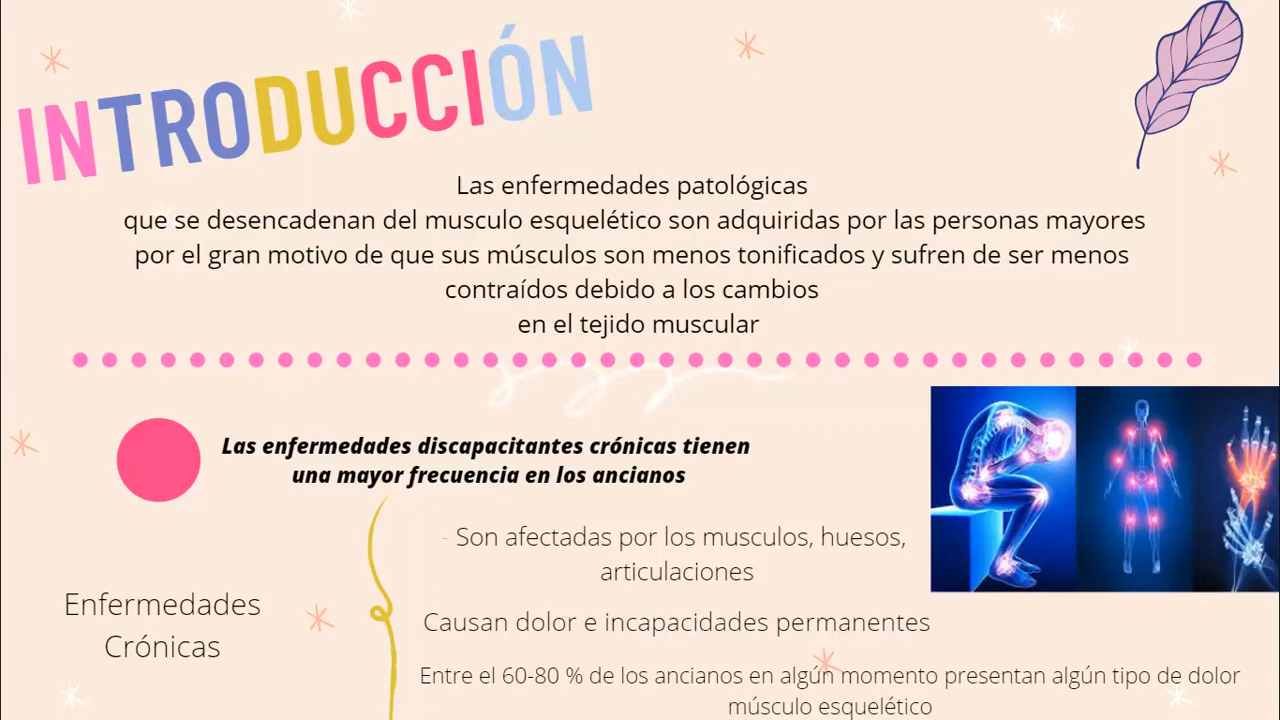 INTRODUCCIÓN
Las enfermedades patológicas
que se desencadenan del musculo esquelético son adquiridas por las personas mayores
por el gran motivo de que sus músculos son menos tonificados y sufren de ser menos
contraídos debido a los cambios
en el tejido muscular
Las enfermedades discapacitantes crónicas tienen
una mayor frecuencia en los ancianos
- Son afectadas por los musculos, huesos,
articulaciones
Enfermedades
Crónicas
Causan dolor e incapacidades permanentes
Entre el 60-80 % de los ancianos en algún momento presentan algún tipo de dolor
músculo esquelético